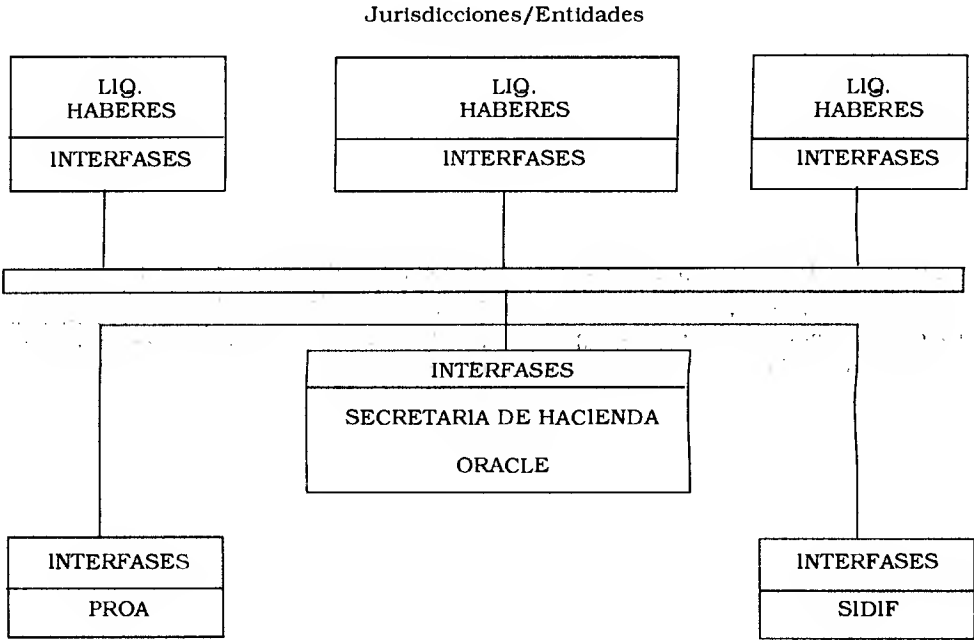 Jurisdicciones/Entidades
LIQ.
HABERES
INTERFASES
LIQ.
HABERES
INTERFASES
LIQ.
HABERES
INTERFASES
INTERFASES
SECRETARIA DE HACIENDA
ORACLE
INTERFASES
PROA
INTERFASES
SIDIF